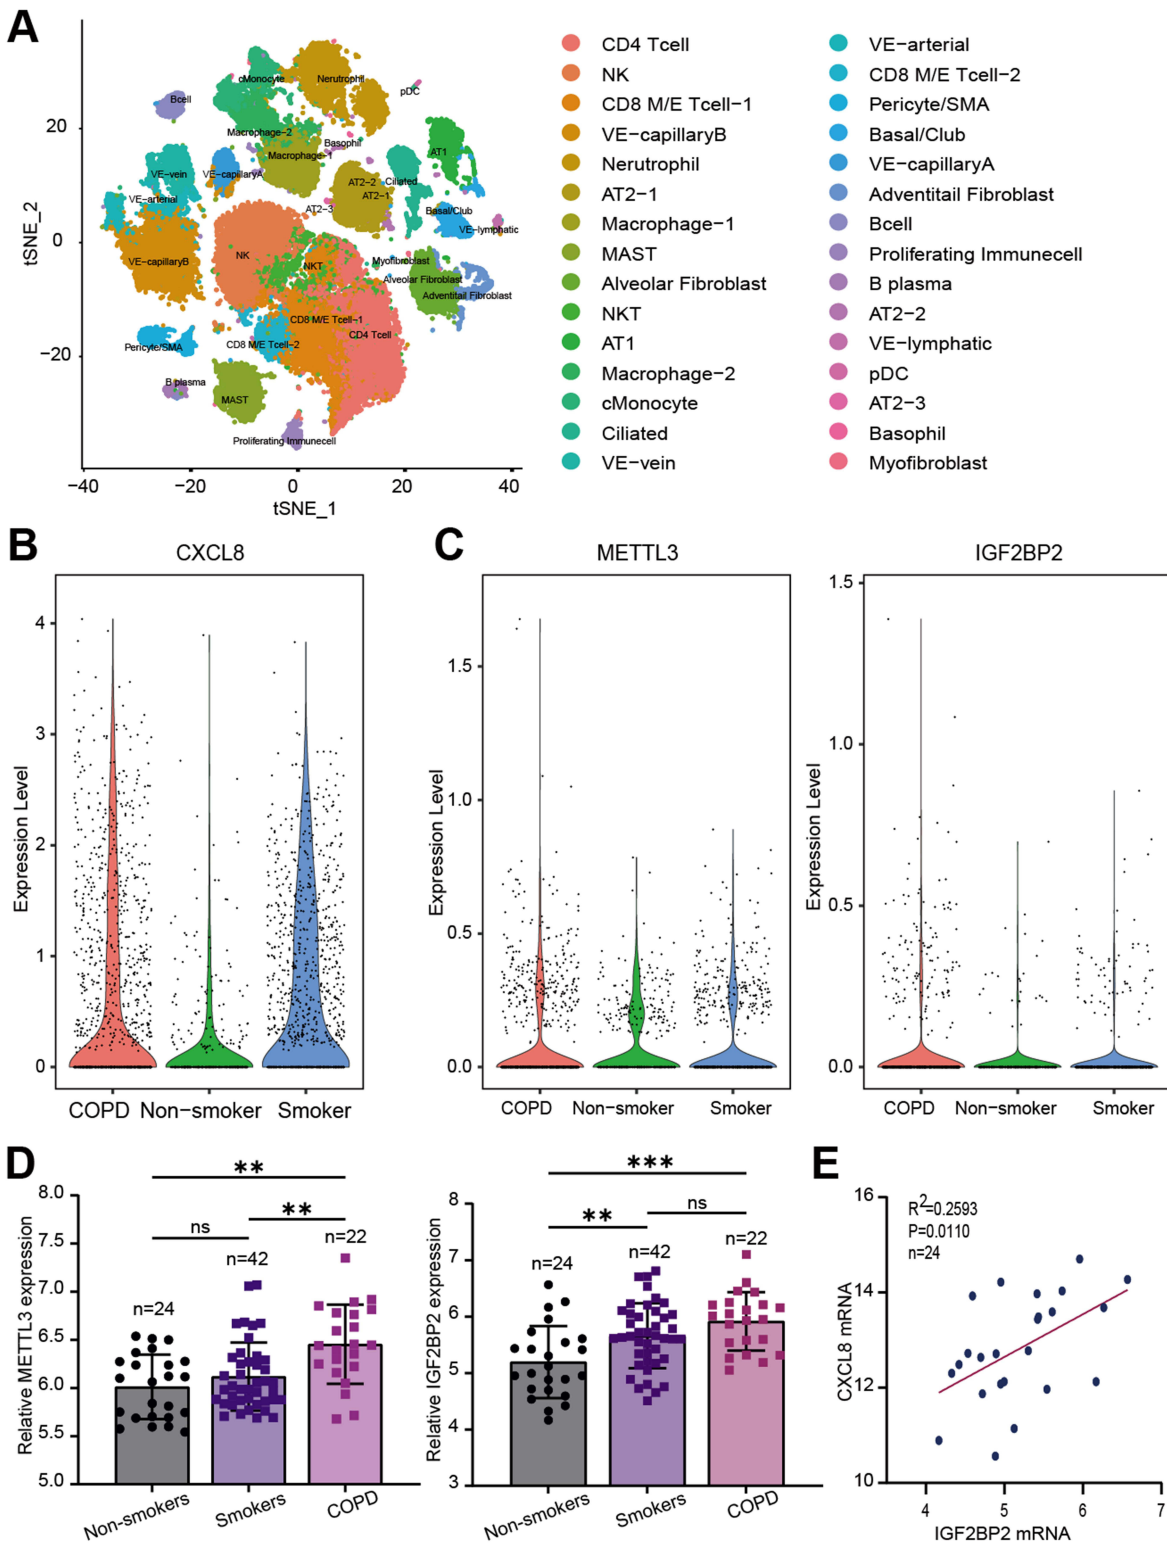 A
tSNE_2
20
0
−20
−40
−20
0
20
40
tSNE_1
cMonocyte
Nerutrophil
pDC
Bcell
Macrophage−2
Basophil
Macrophage−1
AT1
VE−vein
VE−capillaryA
AT2−2
Ciliated
AT2−1
VE−arterial
AT2−3
Basal/Club
VE−lymphatic
VE−capillaryB
NK
NKT
Myofibroblast
Alveolar Fibroblast
Adventitail Fibroblast
CD8 M/E Tcell−1
CD4 Tcell
Pericyte/SMA
CD8 M/E Tcell−2
B plasma
MAST
Proliferating Immunecell
CD4 Tcell
NK
CD8 M/E Tcell−1
VE−capillaryB
Nerutrophil
AT2−1
Macrophage−1
MAST
Alveolar Fibroblast
NKT
AT1
Macrophage−2
cMonocyte
Ciliated
VE−vein
VE−arterial
CD8 M/E Tcell−2
Pericyte/SMA
Basal/Club
VE−capillaryA
Adventitail Fibroblast
Bcell
Proliferating Immunecell
B plasma
AT2−2
VE−lymphatic
pDC
AT2−3
Basophil
Myofibroblast
B
CXCL8
Expression Level
4
3
2
1
0
COPD Non−smoker Smoker
C
METTL3
Expression Level
1.5
1.0
0.5
0.0
COPD Non−smoker Smoker
IGF2BP2
Expression Level
1.5
1.0
0.5
0.0
COPD Non−smoker Smoker
D
Relative METTL3 expression
8.0
7.5
7.0
6.5
6.0
5.5
5.0
**
ns
**
n=24
n=42
n=22
Non-smokers
Smokers
COPD
Relative IGF2BP2 expression
8
7
6
5
4
3
***
**
ns
n=24
n=42
n=22
Non-smokers
Smokers
COPD
E
CXCL8 mRNA
16
14
12
10
R2=0.2593
P=0.0110
n=24
4
5
6
7
IGF2BP2 mRNA